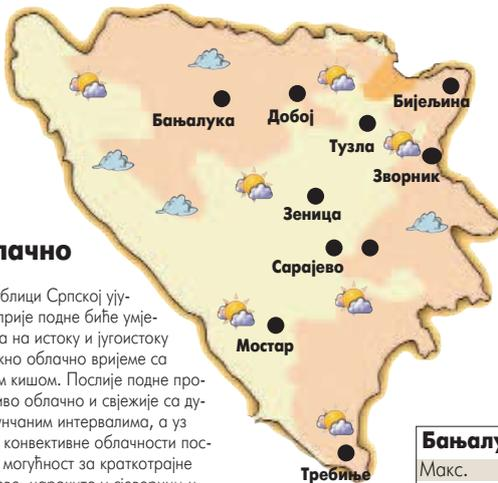 Бањалука
Добој
Бијељина
Тузла
Зворник
Зеница
Сарајево
Мостар
Требиње
лачно
блици Српској ују-
прије подне биће умје-
а на истоку и југоистоку
жно облачно вријеме са
м кишом. Послије подне про-
иво облачно и свјежије са ду-
унчаним интервалима, а уз
конвективне облачности пос-
могућност за краткотрајне
Бањалу
Макс.